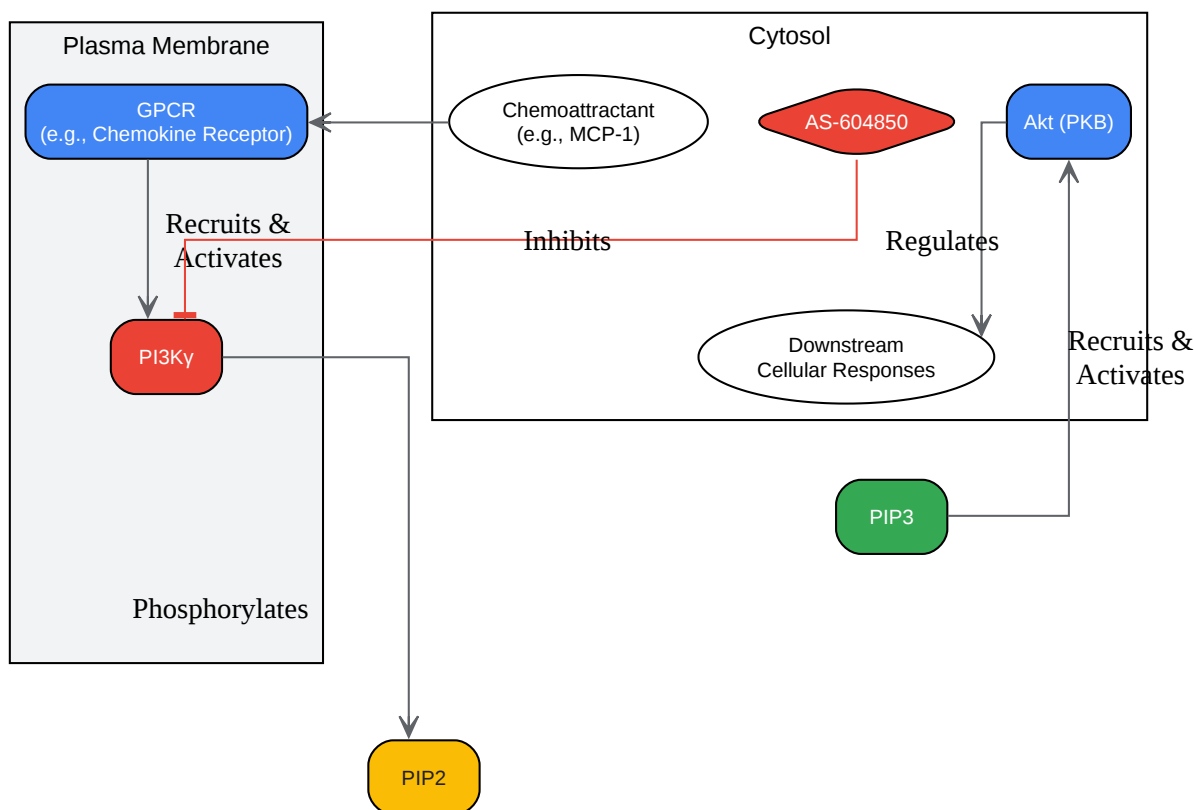 Plasma Membrane
Cytosol
GPCR
(e.g., Chemokine Receptor)
Chemoattractant
(e.g., MCP-1)
AS-604850
Akt (PKB)
Recruits &
Activates
Inhibits
Regulates
PI3Kγ
Downstream
Cellular Responses
Recruits &
Activates
PIP3
Phosphorylates
PIP2